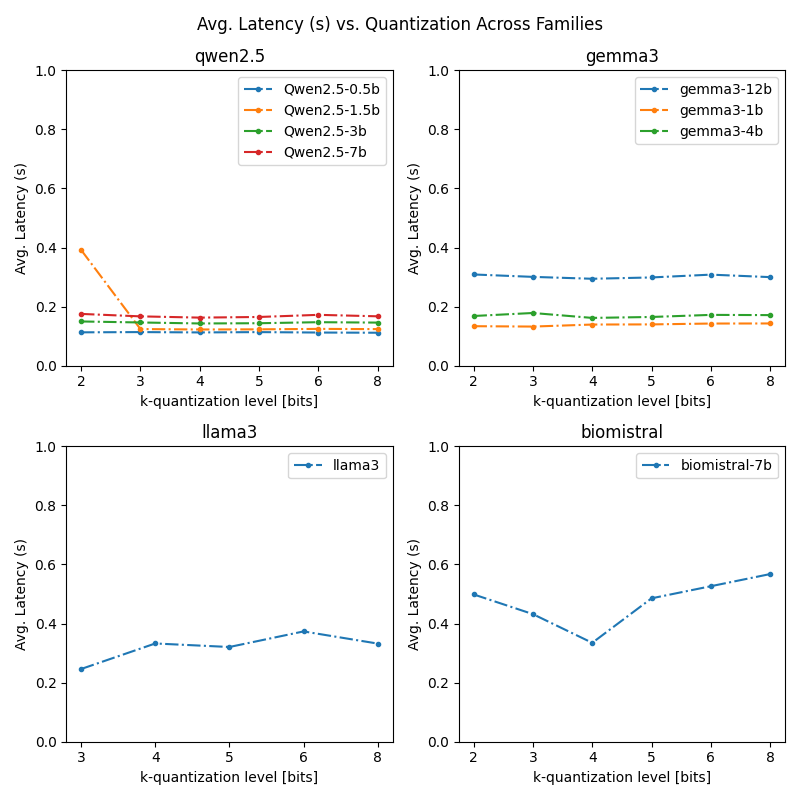 Avg. Latency (s) vs. Quantization Across Families
qwen2.5
1.0
0.8
0.6
0.4
0.2
0.0
Avg. Latency (s)
Qwen2.5-0.5b
Qwen2.5-1.5b
Qwen2.5-3b
Qwen2.5-7b
2 3 4 5 6 8
k-quantization level [bits]
gemma3
1.0
0.8
0.6
0.4
0.2
0.0
Avg. Latency (s)
gemma3-12b
gemma3-1b
gemma3-4b
2 3 4 5 6 8
k-quantization level [bits]
llama3
1.0
0.8
0.6
0.4
0.2
0.0
Avg. Latency (s)
llama3
3 4 5 6 8
k-quantization level [bits]
biomistral
1.0
0.8
0.6
0.4
0.2
0.0
Avg. Latency (s)
biomistral-7b
2 3 4 5 6 8
k-quantization level [bits]